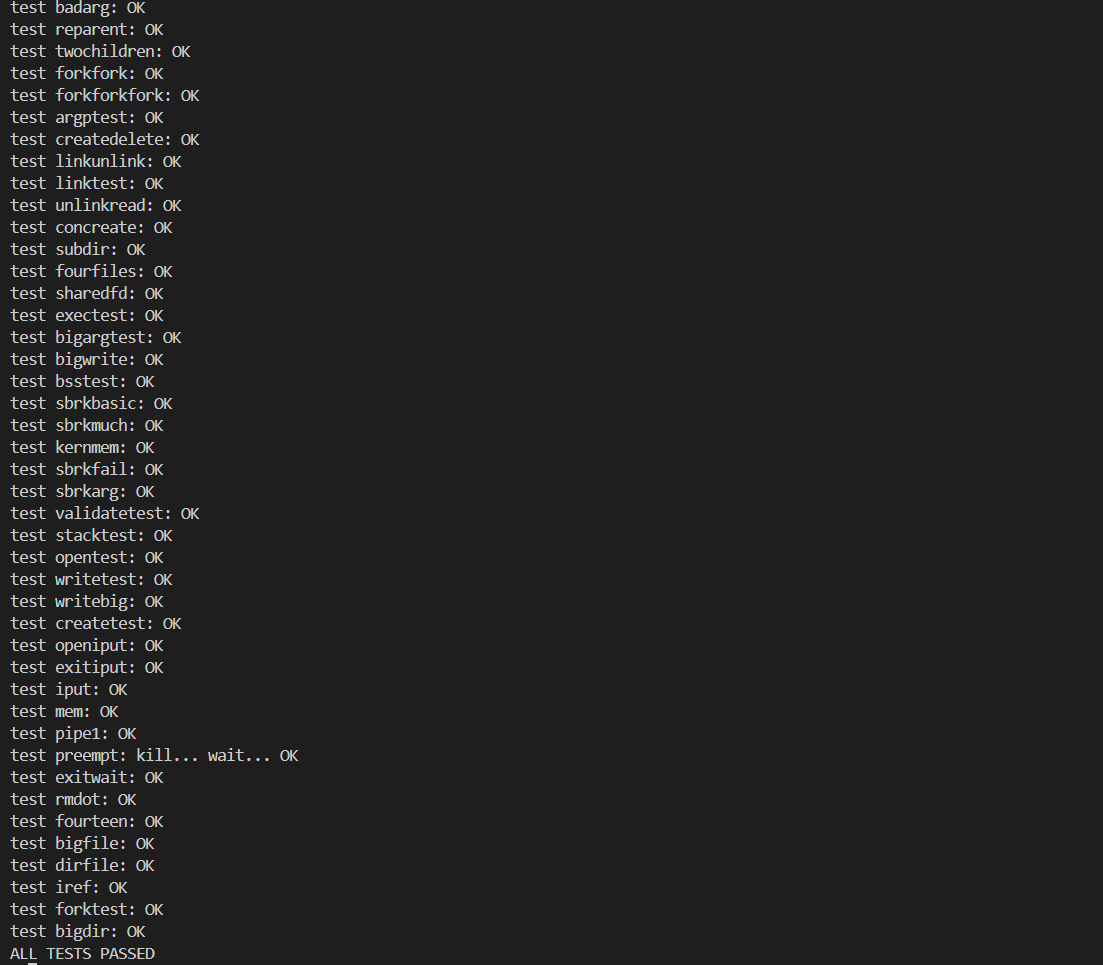 test badarg: OK
test reparent: OK
test twochildren: OK
test forkfork: OK
test forkforkfork: OK
test argptest: OK
test createdelete: OK
test linkunlink: OK
test linktest: OK
test unlinkread: OK
test concreate: OK
test subdir: OK
test fourfiles: OK
test sharedfd: OK
test exectest: OK
test bigargtest: OK
test bigwrite: OK
test bsstest: OK
test sbrkbasic: OK
test sbrkmuch: OK
test kernmem: OK
test sbrkfail: OK
test sbrkarg: OK
test validatetest: OK
test stacktest: OK
test opentest: OK
test writetest: OK
test writebig: OK
test createtest: OK
test openiput: OK
test exitiput: OK
test iput: OK
test mem: OK
test pipe1: OK
test preempt: kill... wait... OK
test exitwait: OK
test rmdot: OK
test fourteen: OK
test bigfile: OK
test dirfile: OK
test iref: OK
test forktest: OK
test bigdir: OK
ALL TESTS PASSED